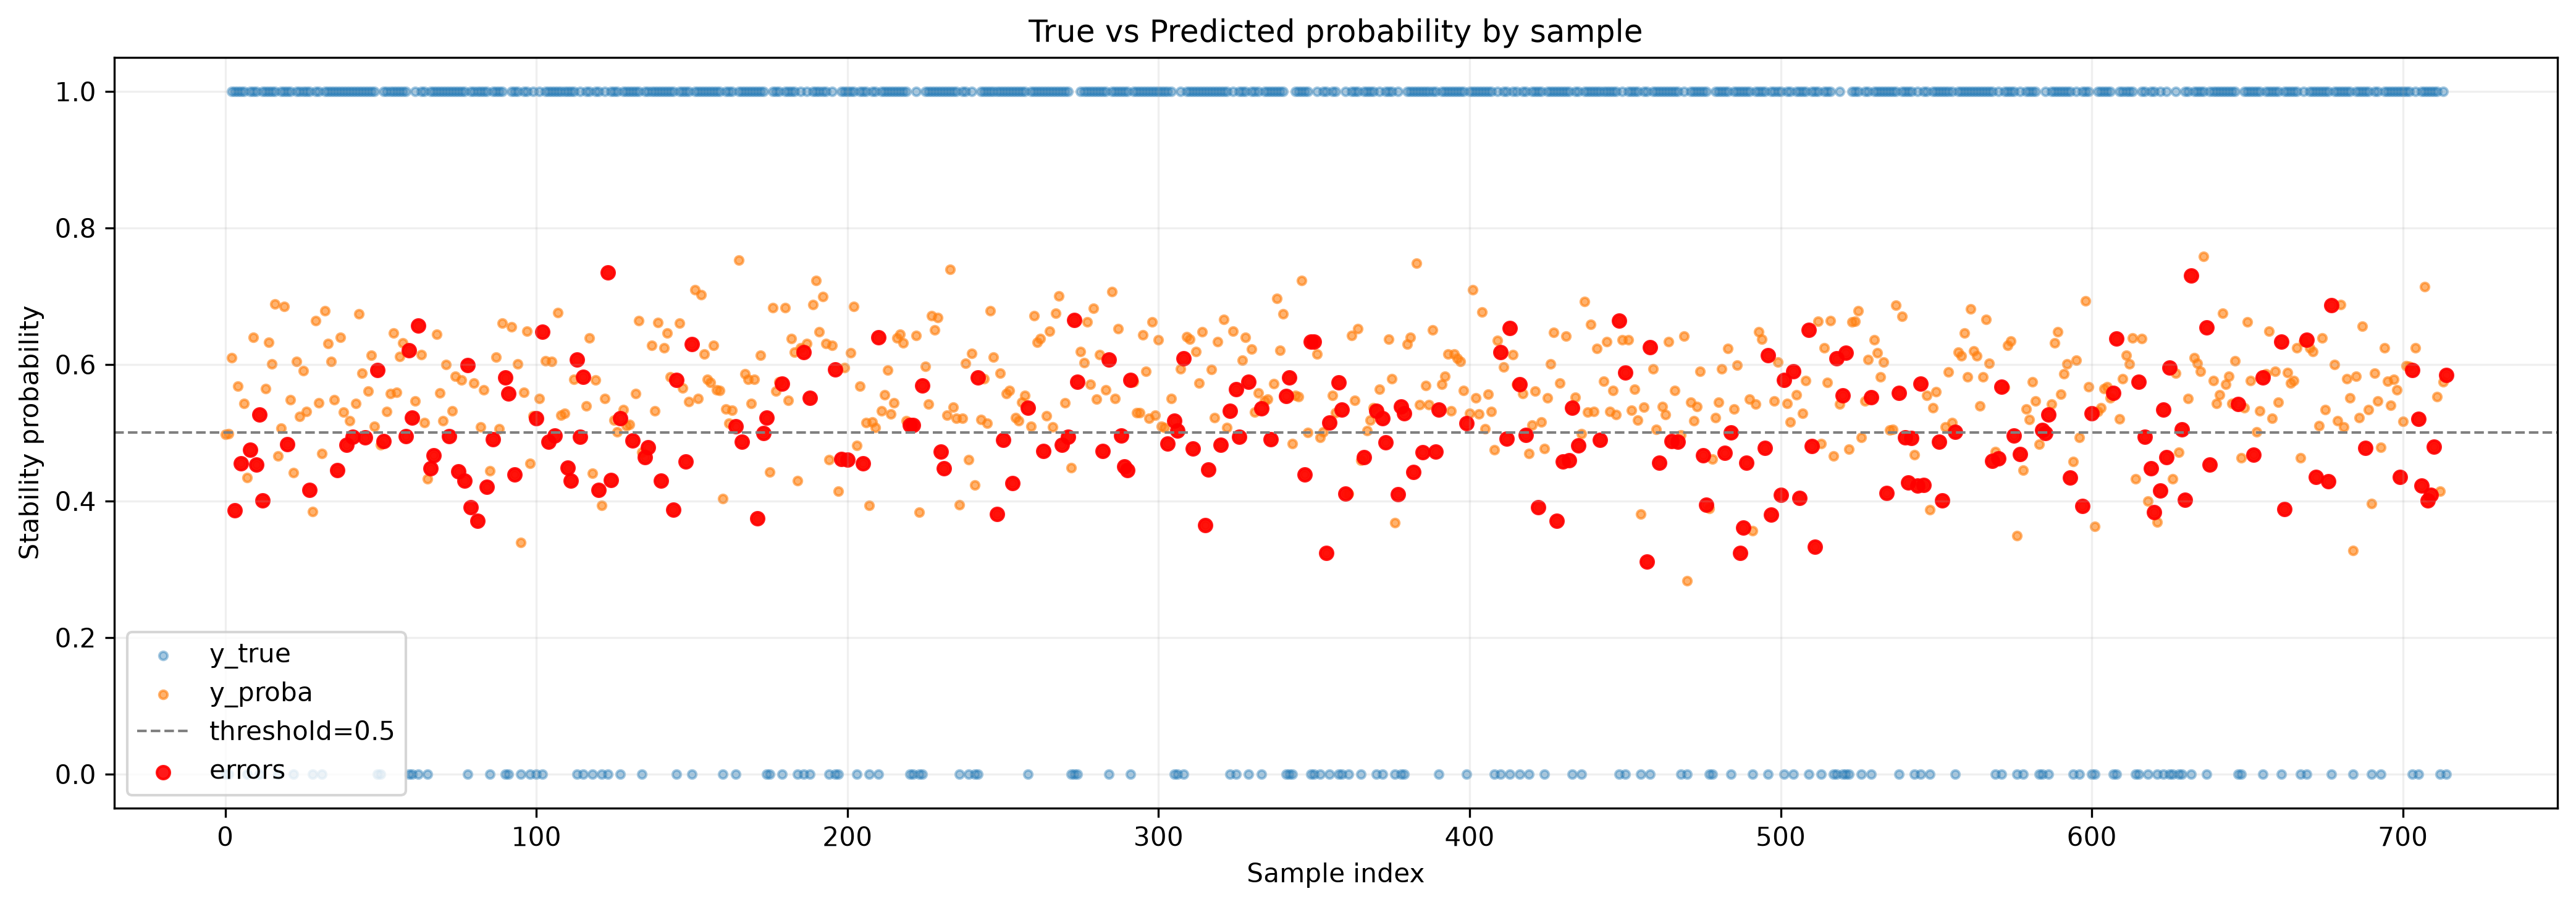 True vs Predicted probability by sample
Stability probability
1.0
0.8
0.6
0.4
0.2
0.0
y_true
y_proba
threshold=0.5
errors
0 100 200 300 400 500 600 700
Sample index